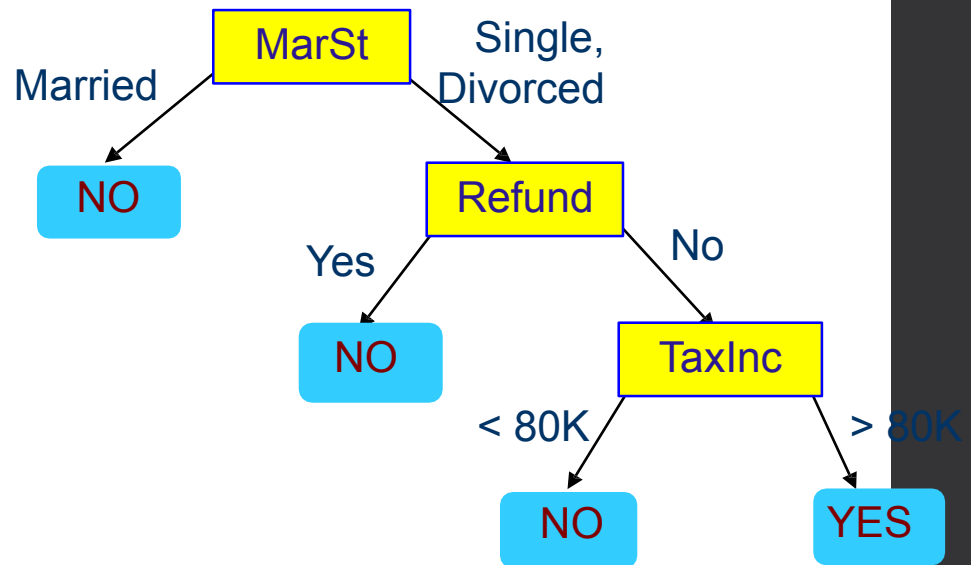 MarSt
Single,
Divorced
Married
NO
Refund
Yes
No
NO
TaxInc
< 80K
> 80K
NO
YES